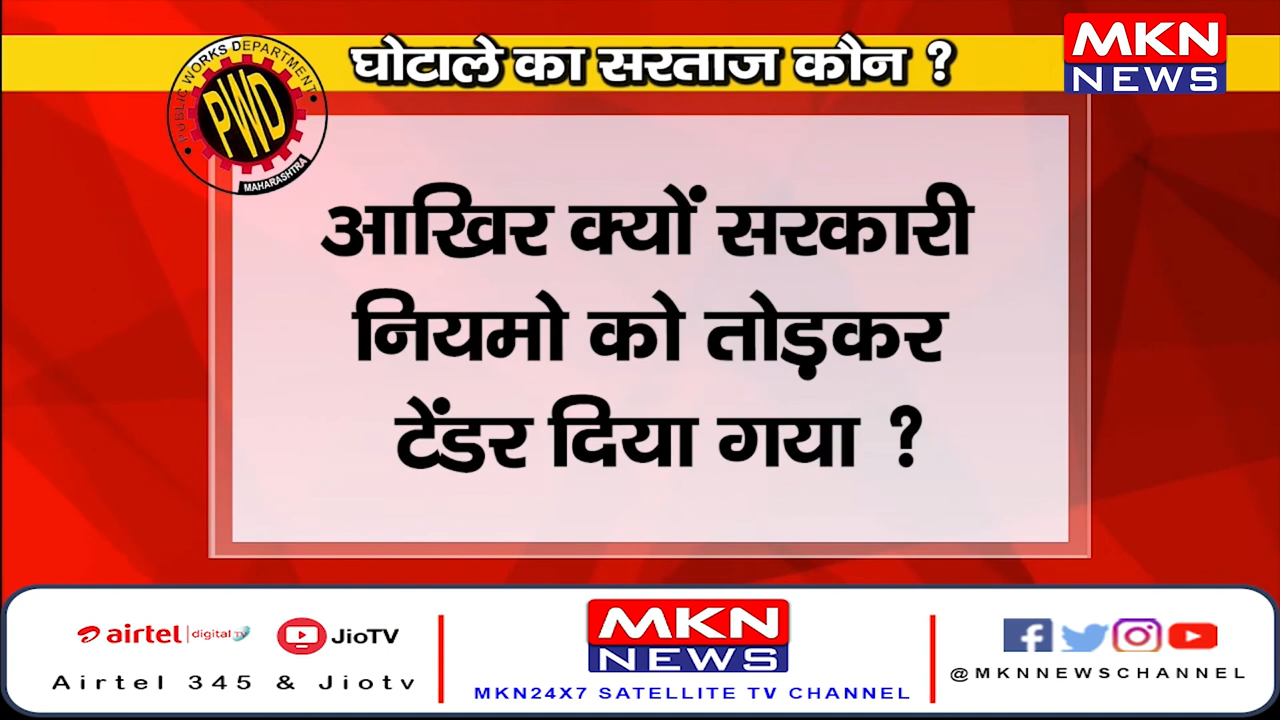 घोटाले का सरताज कौन ?
MKN
NEWS
PUBLIC WORKS DEPARTMENT
PWD
MAHARASHTRA
आखिर क्यों सरकारी
नियमो को तोड़कर
टेंडर दिया गया ?
airtel digital TV
JioTV
Airtel 345 & Jiotv
MKN
NEWS
MKN24X7 SATELLITE TV CHANNEL
@MKNNEWSCHANNEL